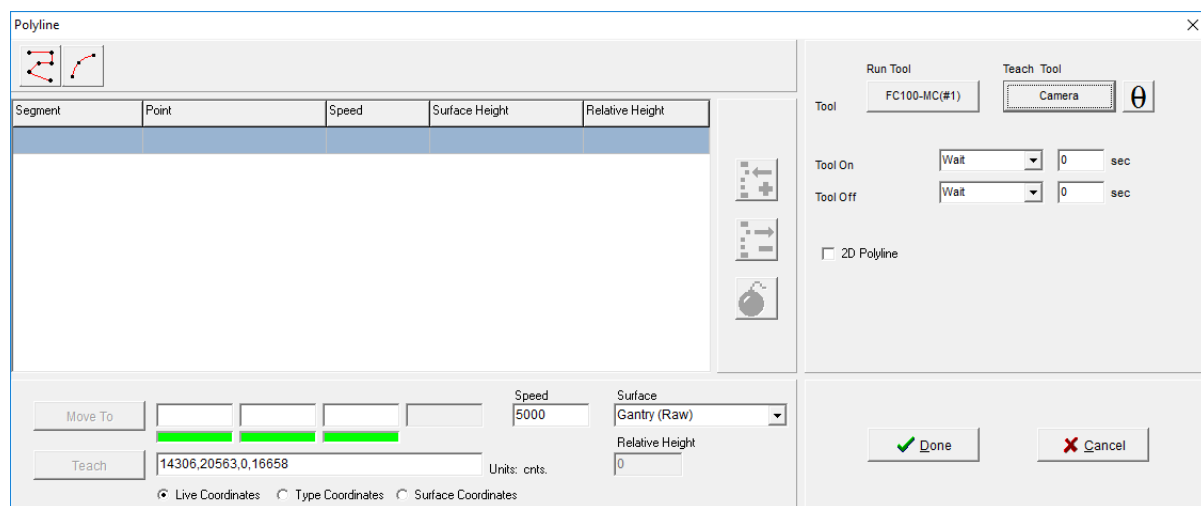 Polyline
Run Tool Teach Tool
Tool FC100-MC(#1) Camera θ
Segment Point Speed Surface Height Relative Height
Tool On Wait 0 sec
Tool Off Wait 0 sec
2D Polyline
Speed Surface
Move To 5000 Gantry (Raw)
Relative Height
Teach 14306,20563,0,16658 Units: cnts. 0
Live Coordinates Type Coordinates Surface Coordinates
Done Cancel